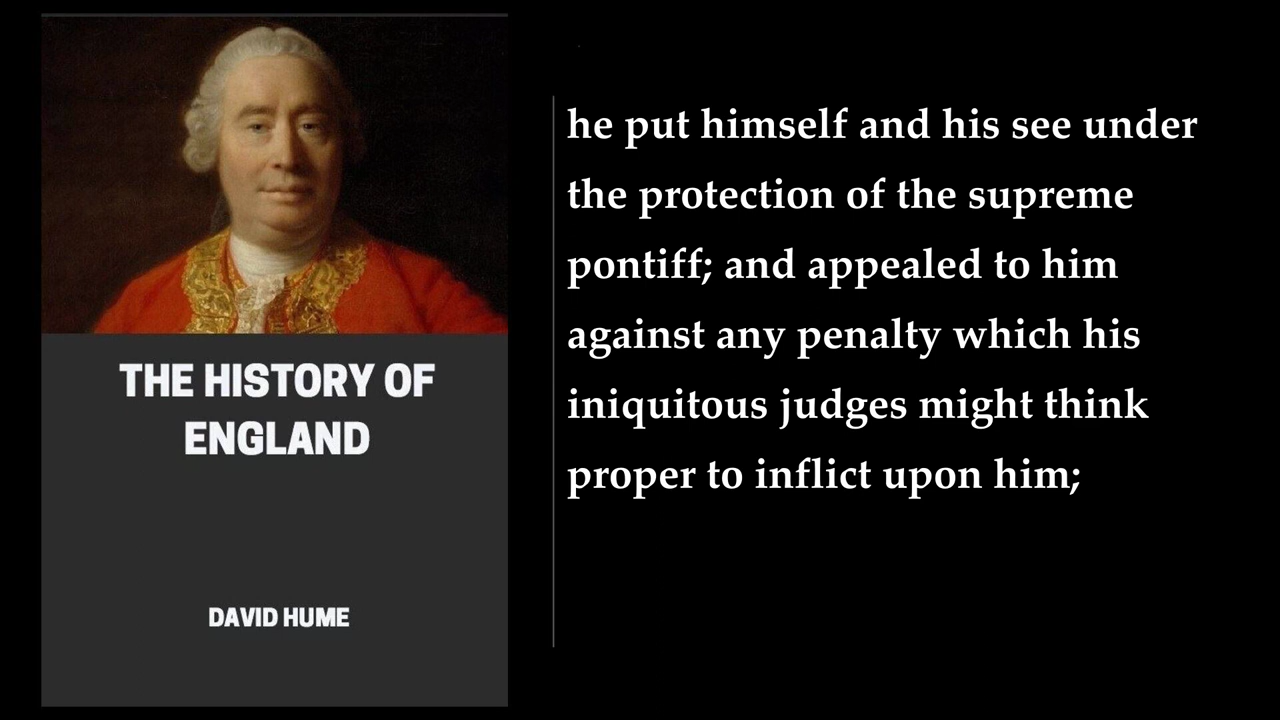 THE HISTORY OF
ENGLAND
DAVID HUME
he put himself and his see under
the protection of the supreme
pontiff; and appealed to him
against any penalty which his
iniquitous judges might think
proper to inflict upon him;